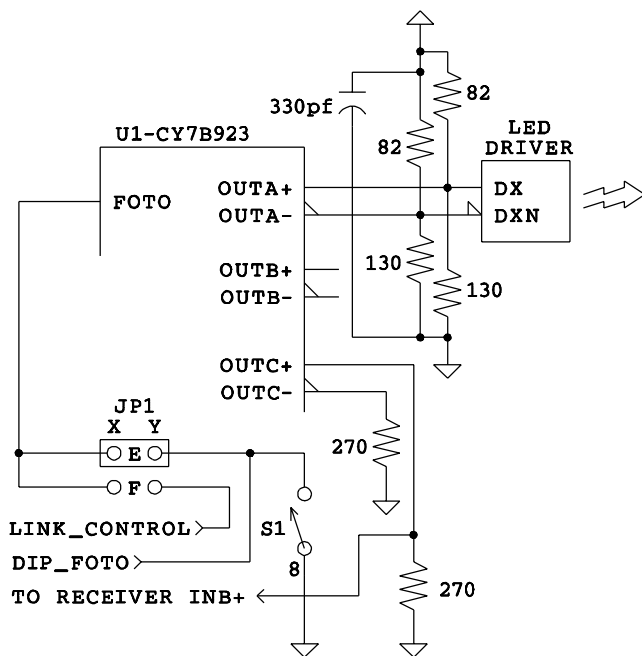 330pf
82
82
U1-CY7B923
LED
DRIVER
FOTO
OUTA+
OUTA-
DX
DXN
OUTB+
OUTB-
130
130
OUTC+
OUTC-
JP1
X Y
E
F
270
LINK_CONTROL
S1
DIP_FOTO
8
TO RECEIVER INB+
270